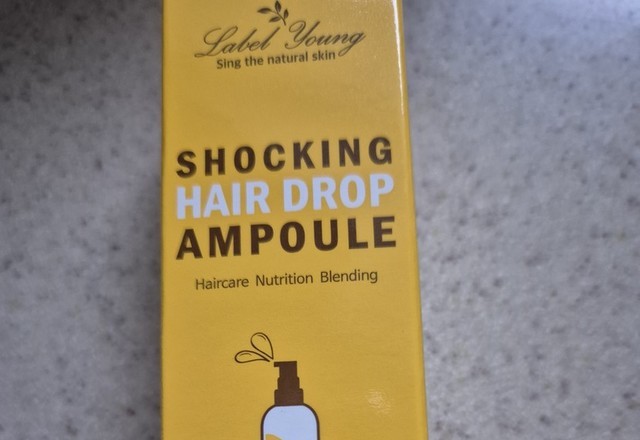 Label Young
Sing the natural skin
SHOCKING
HAIR DROP
AMPOULE
Haircare Nutrition Blending